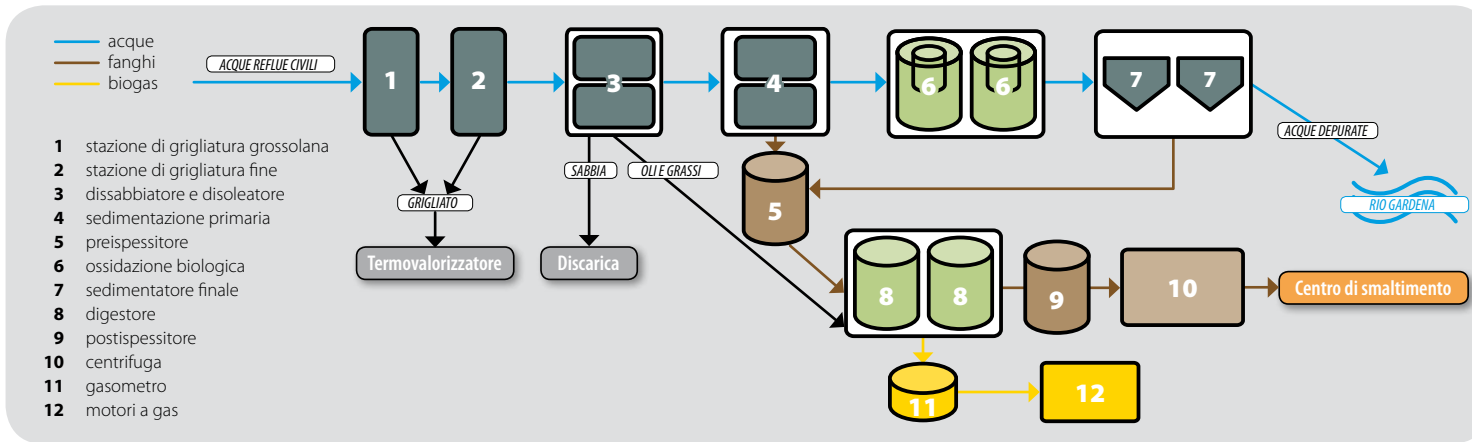 acque
fanghi
biogas
ACQUE REFLUE CIVILI
1 stazione di grigliatura grossolana
2 stazione di grigliatura fine
3 dissabbiatore e disoleatore
4 sedimentazione primaria
5 preispessitore
6 ossidazione biologica
7 sedimentatore finale
8 digestore
9 postispessitore
10 centrifuga
11 gasometro
12 motori a gas
1
2
3
4
6
6
7
7
ACQUE DEPURATE
RIO GARDENA
GRIGLIATO
SABBIA
OLI E GRASSI
5
Termovalorizzatore
Discarica
8
8
9
10
Centro di smaltimento
11
12